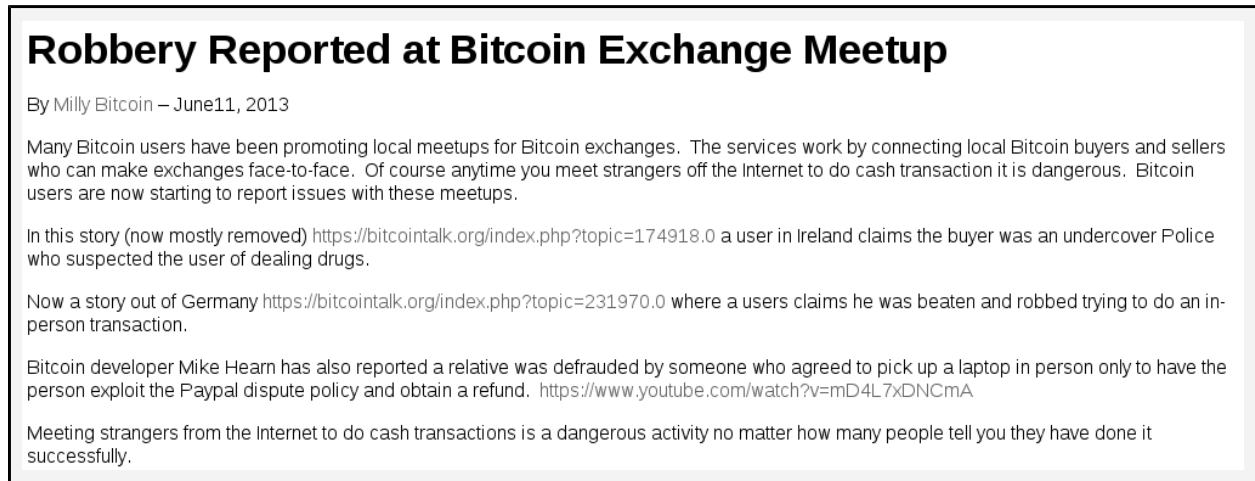 Robbery Reported at Bitcoin Exchange Meetup
By Milly Bitcoin – June11, 2013
Many Bitcoin users have been promoting local meetups for Bitcoin exchanges.  The services work by connecting local Bitcoin buyers and sellers
who can make exchanges face-to-face.  Of course anytime you meet strangers off the Internet to do cash transaction it is dangerous.  Bitcoin
users are now starting to report issues with these meetups.
In this story (now mostly removed) https://bitcointalk.org/index.php?topic=174918.0 a user in Ireland claims the buyer was an undercover Police
who suspected the user of dealing drugs.
Now a story out of Germany https://bitcointalk.org/index.php?topic=231970.0 where a users claims he was beaten and robbed trying to do an in-
person transaction.
Bitcoin developer Mike Hearn has also reported a relative was defrauded by someone who agreed to pick up a laptop in person only to have the
person exploit the Paypal dispute policy and obtain a refund.  https://www.youtube.com/watch?v=mD4L7xDNCmA
Meeting strangers from the Internet to do cash transactions is a dangerous activity no matter how many people tell you they have done it
successfully.